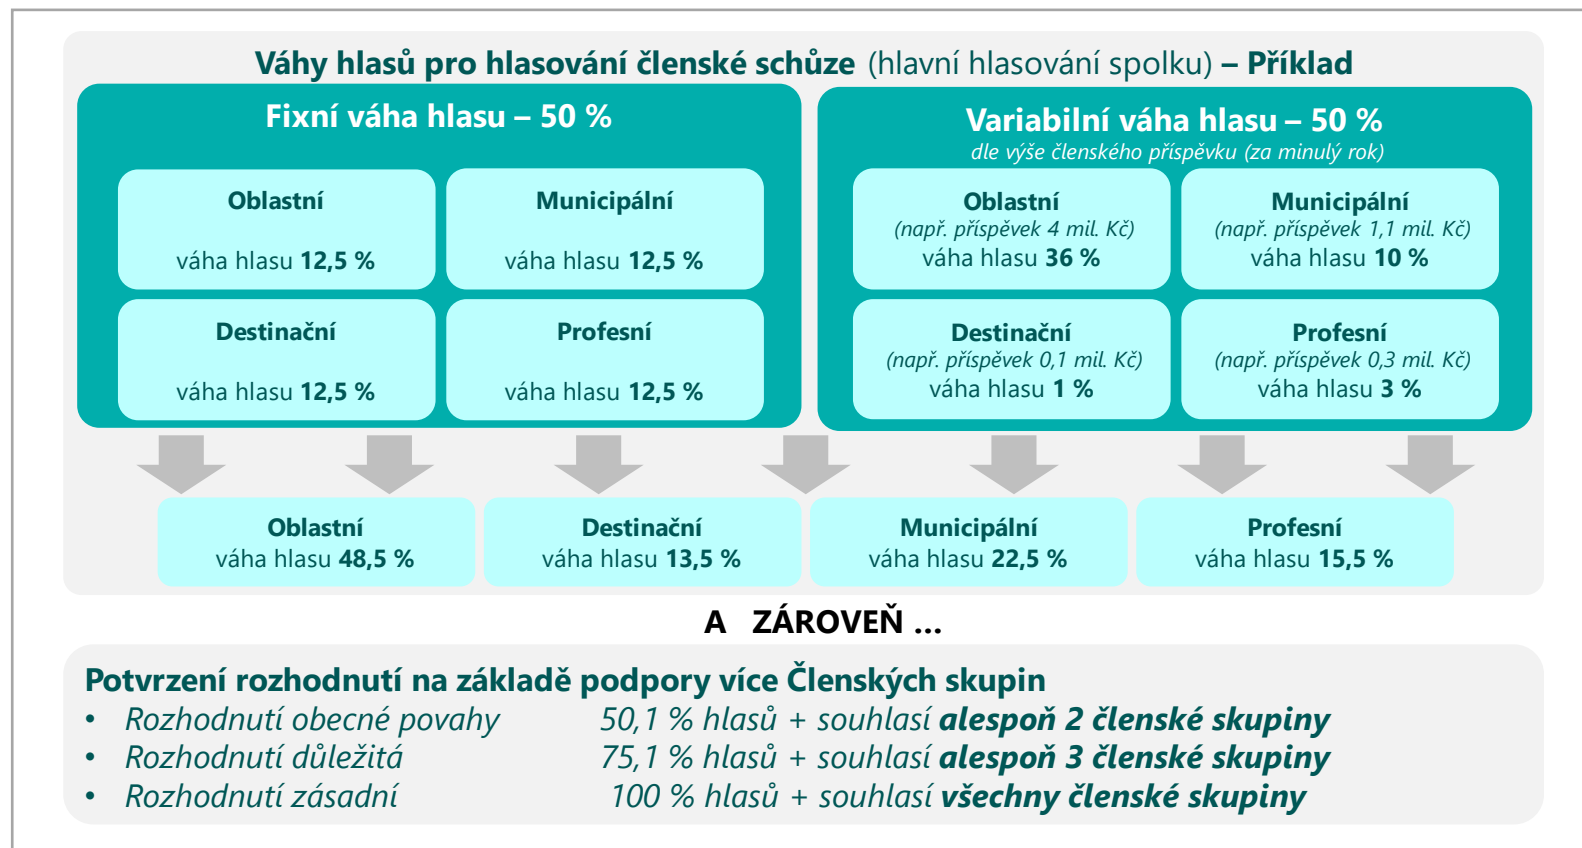 Váhy hlasů pro hlasování členské schůze (hlavní hlasování spolku) – Příklad
Fixní váha hlasu – 50 %
Oblastní
váha hlasu 12,5 %
Municipální
váha hlasu 12,5 %
Destinační
váha hlasu 12,5 %
Profesní
váha hlasu 12,5 %
Variabilní váha hlasu – 50 %
dle výše členského příspěvku (za minulý rok)
Oblastní
(např. příspěvek 4 mil. Kč)
váha hlasu 36 %
Municipální
(např. příspěvek 1,1 mil. Kč)
váha hlasu 10 %
Destinační
(např. příspěvek 0,1 mil. Kč)
váha hlasu 1 %
Profesní
(např. příspěvek 0,3 mil. Kč)
váha hlasu 3 %
Oblastní
váha hlasu 48,5 %
Destinační
váha hlasu 13,5 %
Municipální
váha hlasu 22,5 %
Profesní
váha hlasu 15,5 %
A ZÁROVEŇ ...
Potvrzení rozhodnutí na základě podpory více Členských skupin
• Rozhodnutí obecné povahy 50,1 % hlasů + souhlasí alespoň 2 členské skupiny
• Rozhodnutí důležitá 75,1 % hlasů + souhlasí alespoň 3 členské skupiny
• Rozhodnutí zásadní 100 % hlasů + souhlasí všechny členské skupiny